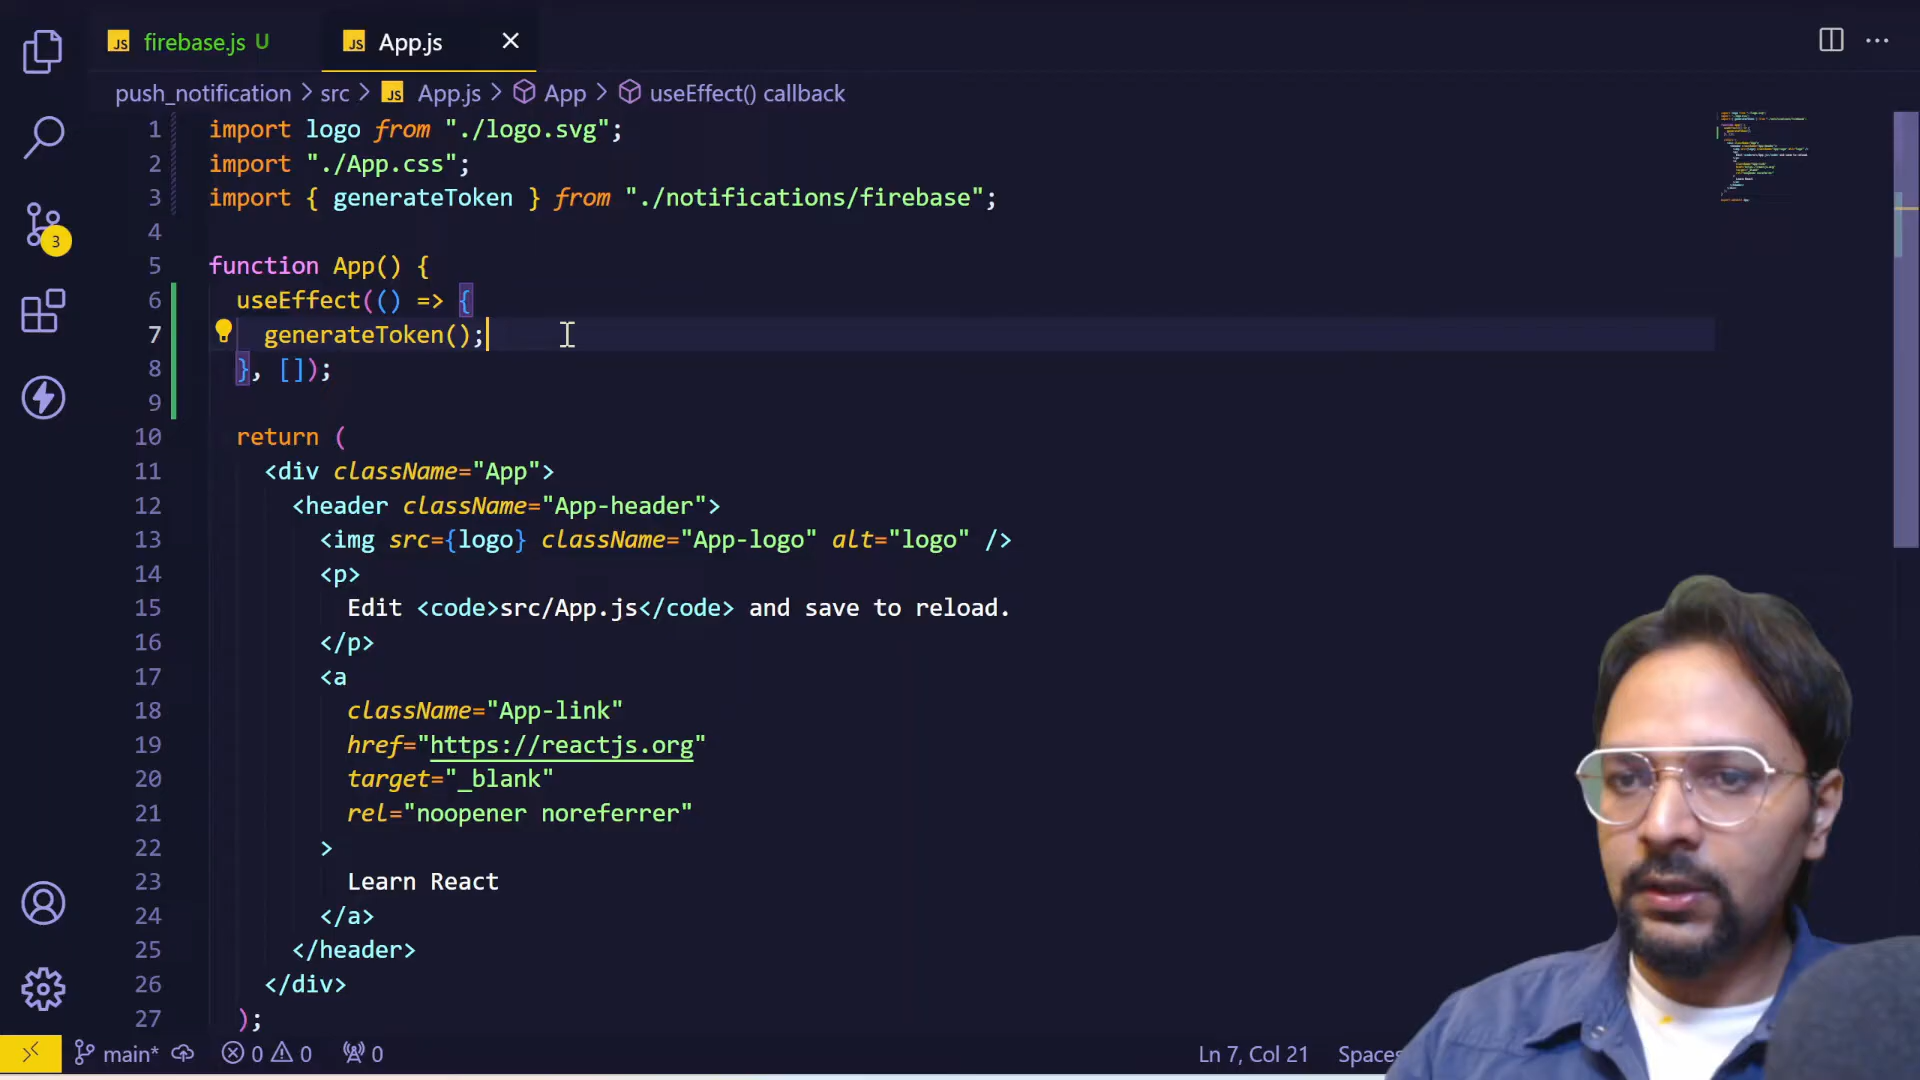 JS firebase.js U
JS App.js
push_notification > src > JS App.js > App > useEffect() callback
1 import logo from "./logo.svg";
2 import "./App.css";
3 import { generateToken } from "./notifications/firebase";
4
5 function App() {
6 useEffect(() => {
7 generateToken();
8 }, []);
9
10 return (
11 <div className="App">
12 <header className="App-header">
13 <img src={logo} className="App-logo" alt="logo" />
14 <p>
15 Edit <code>src/App.js</code> and save to reload.
16 </p>
17 <a
18 className="App-link"
19 href="https://reactjs.org"
20 target="_blank"
21 rel="noopener noreferrer"
22 >
23 Learn React
24 </a>
25 </header>
26 </div>
27 );
3
main* 0 0 0
Ln 7, Col 21 Spaces